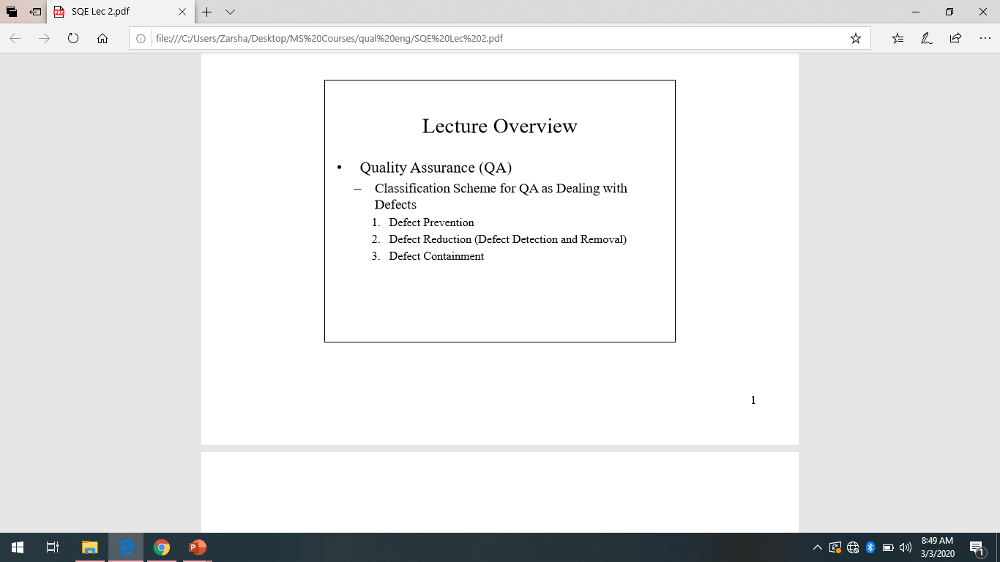 SQE Lec 2.pdf
file:///C:/Users/Zarsha/Desktop/MS%20Courses/qual%20eng/SQE%20Lec%202.pdf
Lecture Overview
• Quality Assurance (QA)
– Classification Scheme for QA as Dealing with
Defects
1. Defect Prevention
2. Defect Reduction (Defect Detection and Removal)
3. Defect Containment
1
8:49 AM
3/3/2020
1